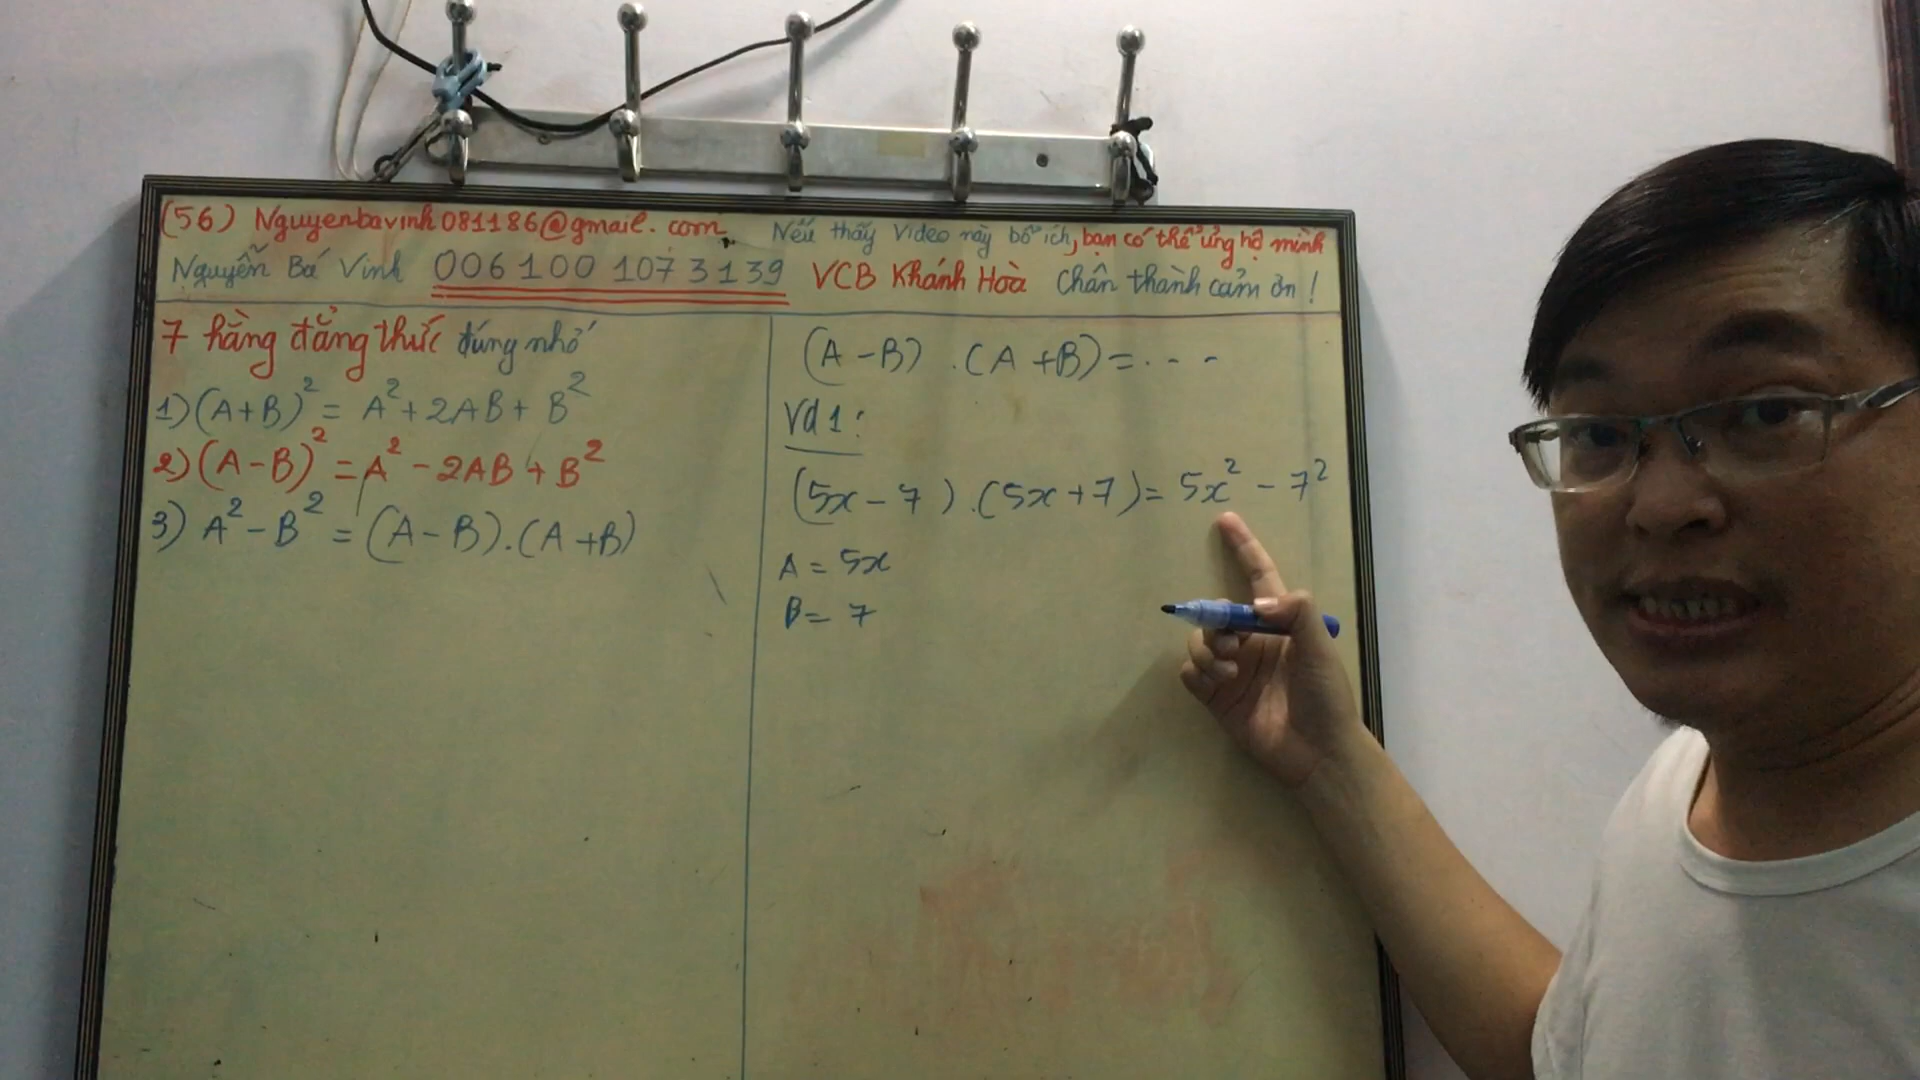 (56) Nguyenbavinh081186@gmail.com. Nếu thấy Video này bổ ích, bạn có thể ủng hộ mình
Nguyễn Bá Vinh 006 100 107 3139 VCB Khánh Hoà Chân thành cảm ơn !
7 hằng đẳng thức đúng nhớ
1) (A+B)² = A² + 2AB + B²
2) (A-B)² = A² - 2AB + B²
3) A² - B² = (A-B).(A+B)
(A-B) .(A+B)=...
Vd1:
(5x-7).(5x+7)= 5x² - 7²
A = 5x
B = 7